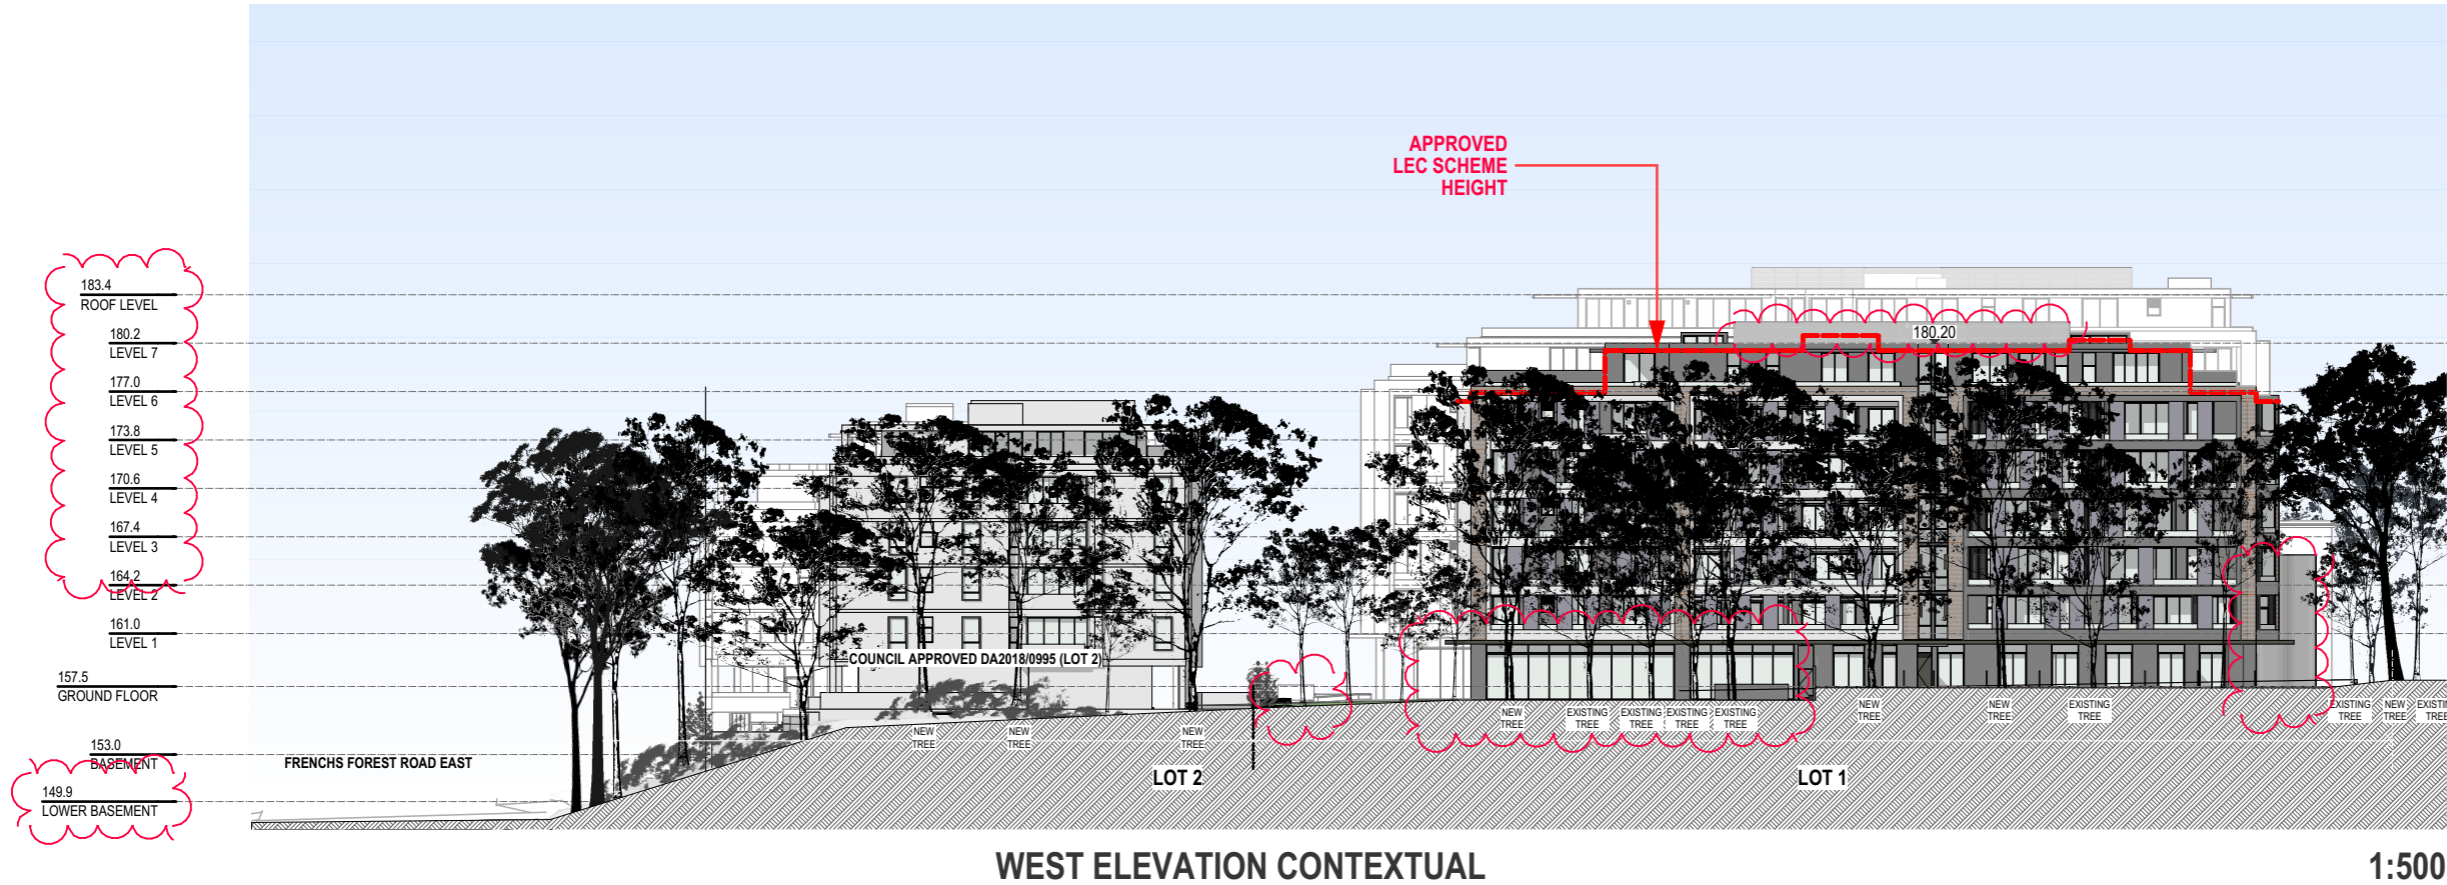 APPROVED
LEC SCHEME
HEIGHT
183.4
ROOF LEVEL
180.2
LEVEL 7
180.20
177.0
LEVEL 6
173.8
LEVEL 5
170.6
LEVEL 4
167.4
LEVEL 3
164.2
LEVEL 2
161.0
LEVEL 1
COUNCIL APPROVED DA2018/0995 (LOT 2)
157.5
GROUND FLOOR
NEW
TREE
NEW
TREE
NEW
TREE
NEW
TREE
EXISTING
TREE
EXISTING
TREE
EXISTING
TREE
EXISTING
TREE
NEW
TREE
NEW
TREE
EXISTING
TREE
EXISTING
TREE
NEW
TREE
EXISTI
TREE
153.0
BASEMENT
FRENCHS FOREST ROAD EAST
LOT 2
LOT 1
149.9
LOWER BASEMENT
WEST ELEVATION CONTEXTUAL
1:500